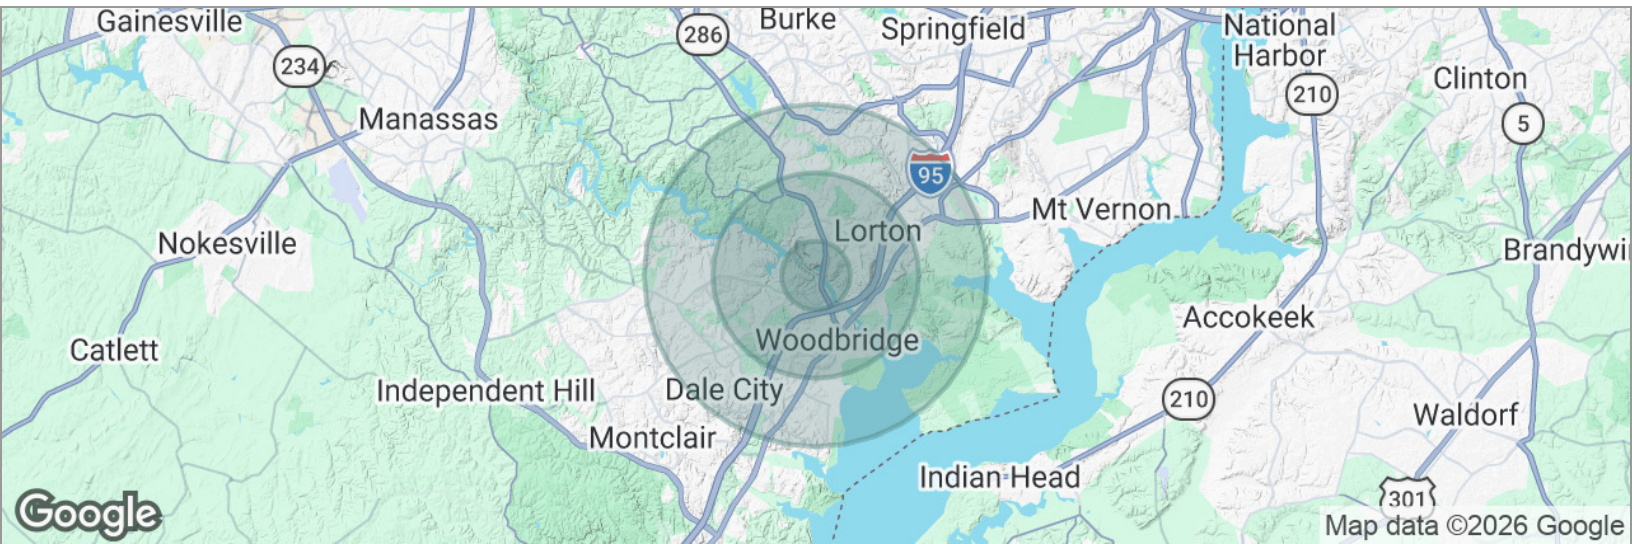 Gainesville
Burke
Springfield
National
Harbor
286
234
210
Clinton
5
Manassas
95
Mt Vernon
Lorton
Nokesville
Brandywi
Accokeek
Woodbridge
Catlett
Independent Hill
Dale City
210
Waldorf
Montclair
Indian Head
301
Google
Map data ©2026 Google